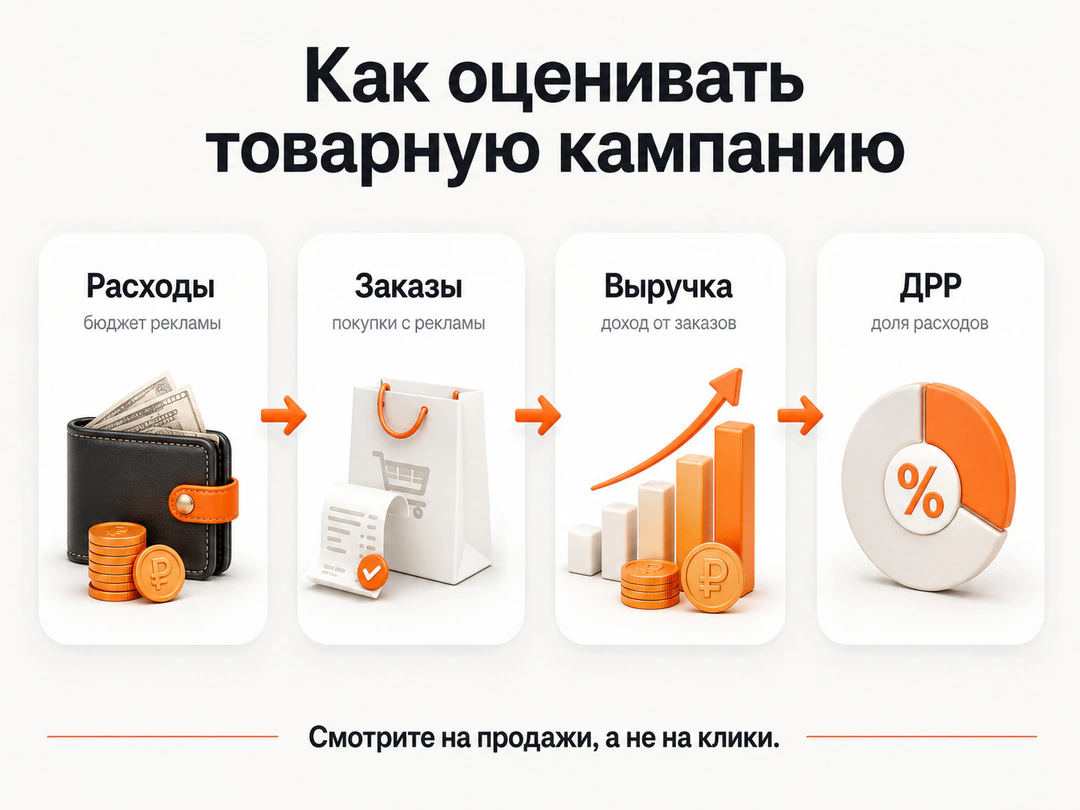 Как оценивать
товарную кампанию
Расходы
бюджет рекламы
Заказы
покупки с рекламы
Выручка
доход от заказов
ДРР
доля расходов
%
Смотрите на продажи, а не на клики.